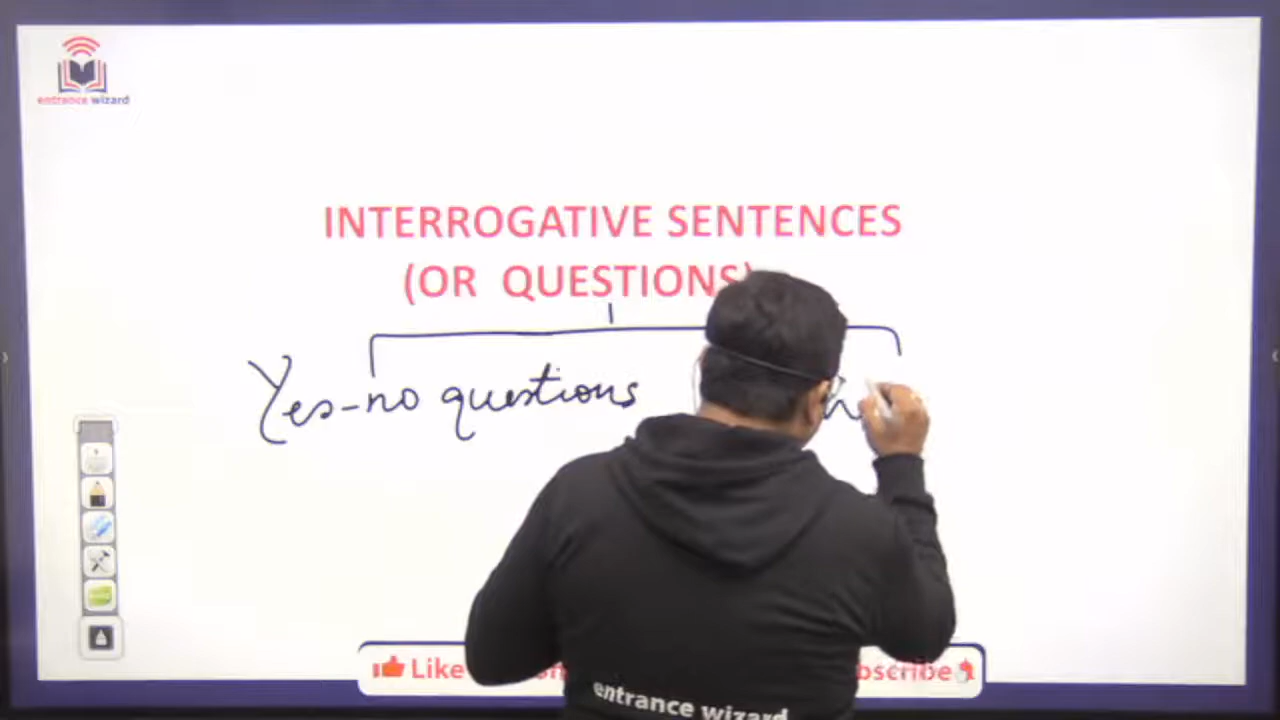 entrance wizard
INTERROGATIVE SENTENCES
(OR QUESTIONS)
Yes-no questions
Like
entrance wizard